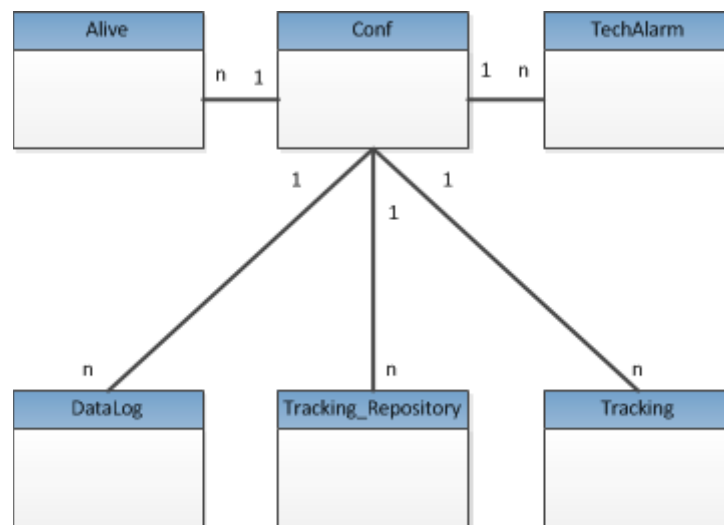 Alive
Conf
TechAlarm
n 1
1 n
1
1
1
n
n
n
DataLog
Tracking_Repository
Tracking